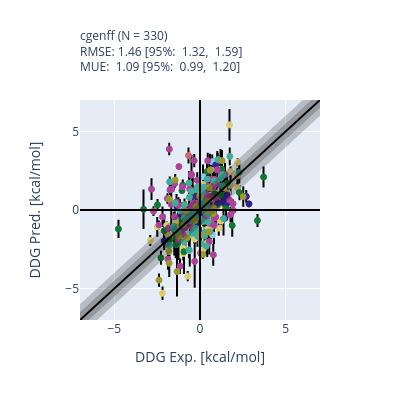 cgenff (N = 330)
RMSE: 1.46 [95%: 1.32, 1.59]
MUE: 1.09 [95%: 0.99, 1.20]
5
0
−5
DDG Pred. [kcal/mol]
−5
0
5
DDG Exp. [kcal/mol]